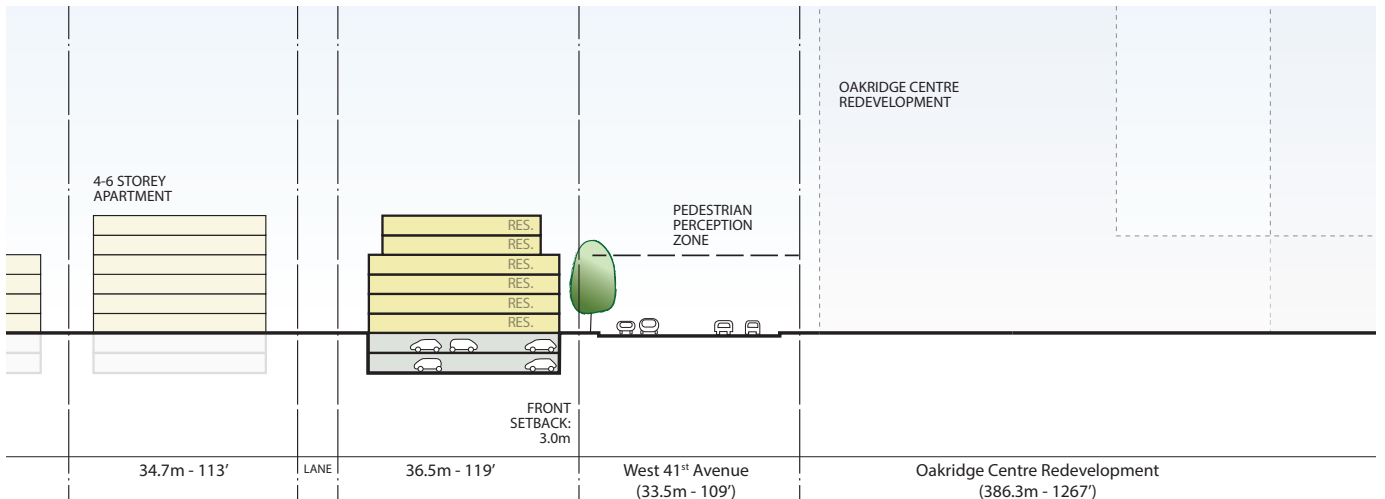 OAKRIDGE CENTRE
REDEVELOPMENT
4-6 STOREY
APARTMENT
PEDESTRIAN
PERCEPTION
ZONE
RES.
RES.
RES.
RES.
RES.
RES.
FRONT
SETBACK:
3.0m
34.7m - 113’
LANE
36.5m - 119’
West 41st Avenue
(33.5m - 109’)
Oakridge Centre Redevelopment
(386.3m - 1267’)